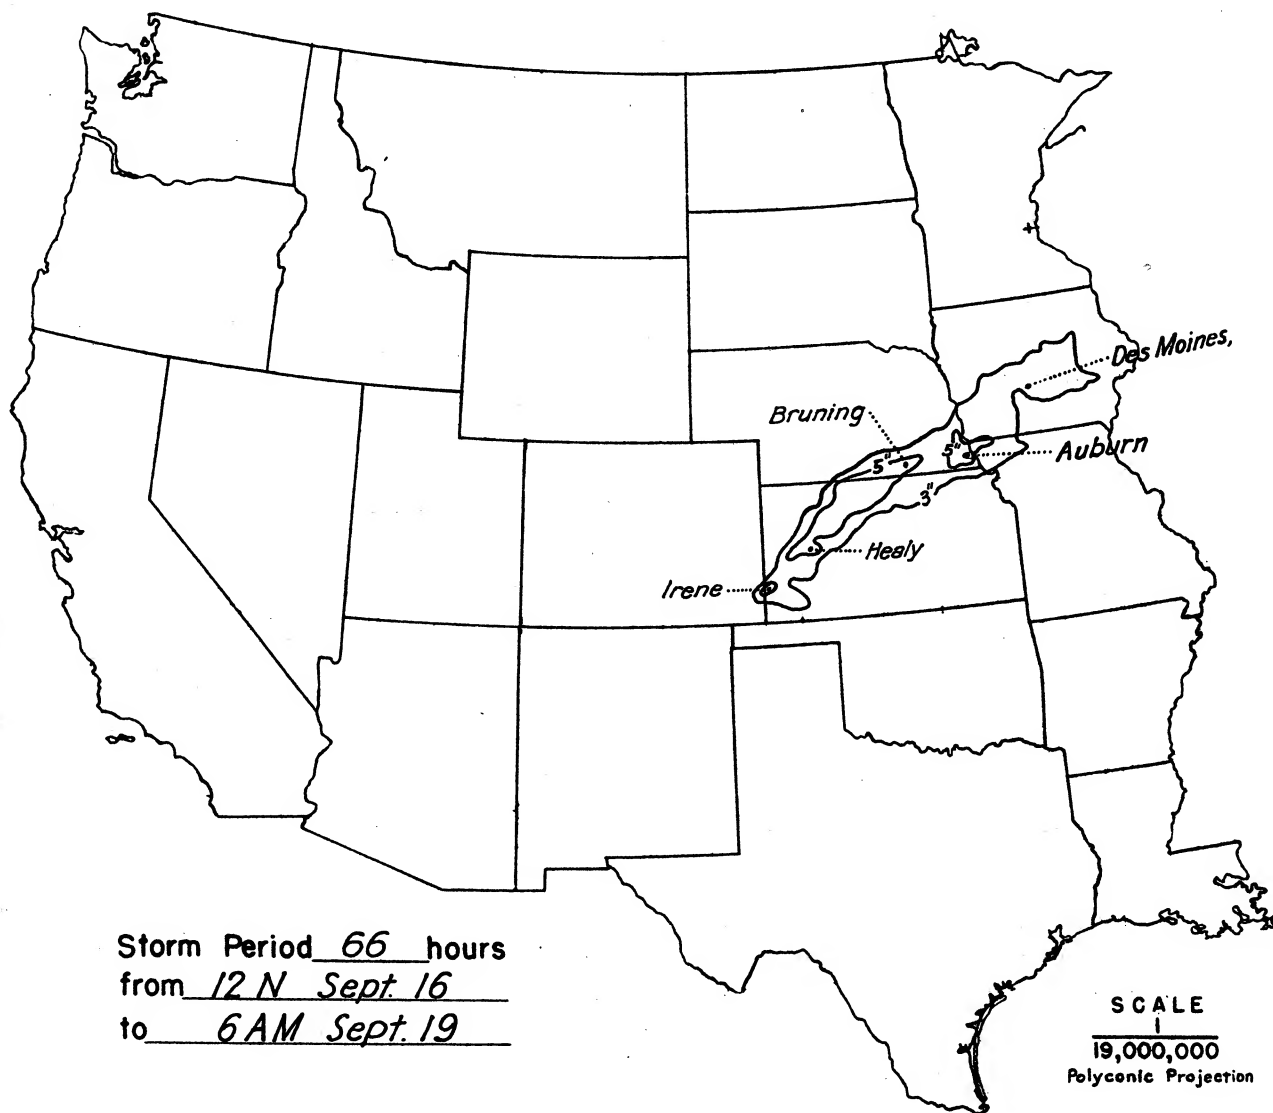 Des Moines,
Bruning
5"
5"
Auburn
3"
Healy
Irene
Storm Period 66 hours
from 12 N Sept. 16
to 6 AM Sept. 19
SCALE
1
19,000,000
Polyconic Projection